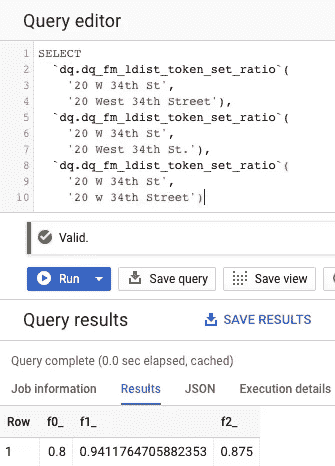 Query editor
1 SELECT
2 `dq.dq_fm_ldist_token_set_ratio`(
3 '20 W 34th St',
4 '20 West 34th Street'),
5 `dq.dq_fm_ldist_token_set_ratio`(
6 '20 W 34th St',
7 '20 West 34th St.'),
8 `dq.dq_fm_ldist_token_set_ratio`(
9 '20 W 34th St',
10 '20 w 34th Street')
Valid.
Run Save query Save view
Query results SAVE RESULTS
Query complete (0.0 sec elapsed, cached)
Job information Results JSON Execution details
Row f0_ f1_ f2_
1 0.8 0.9411764705882353 0.875